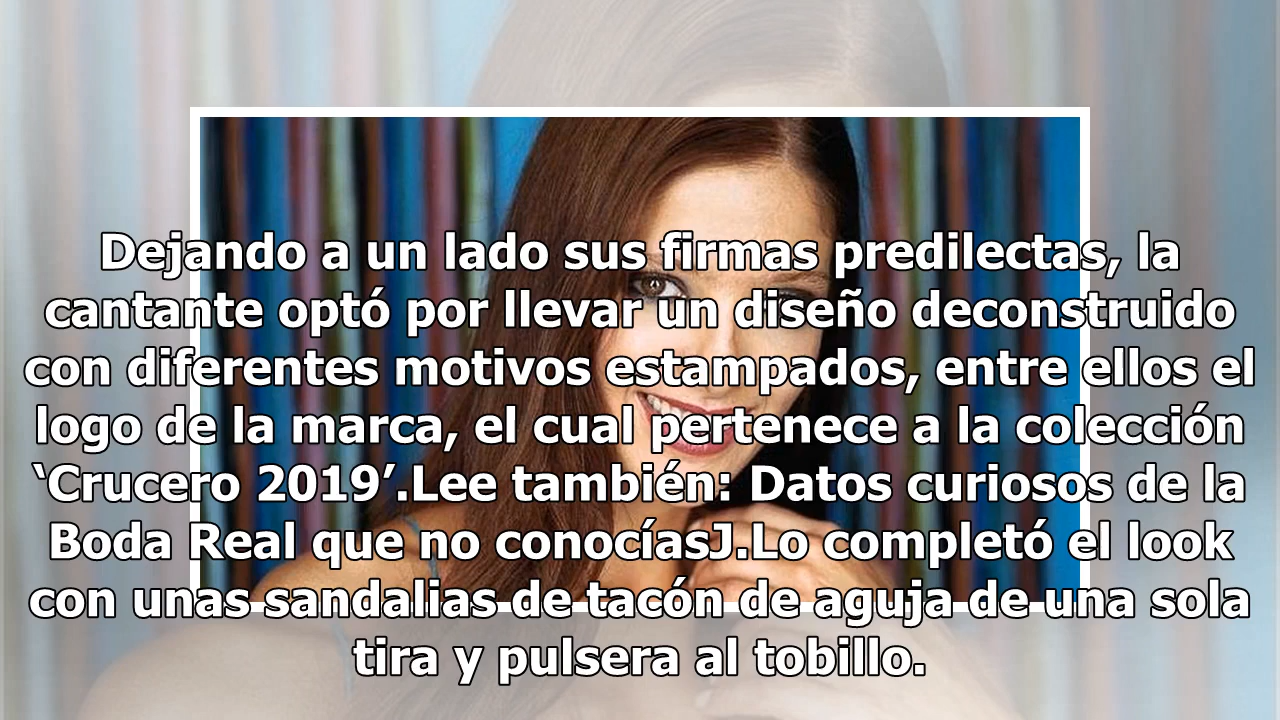 Dejando a un lado sus firmas predilectas, la
cantante optó por llevar un diseño deconstruido
con diferentes motivos estampados, entre ellos el
logo de la marca, el cual pertenece a la colección
‘Crucero 2019’.Lee también: Datos curiosos de la
Boda Real que no conocíasJ.Lo completó el look
con unas sandalias de tacón de aguja de una sola
tira y pulsera al tobillo.